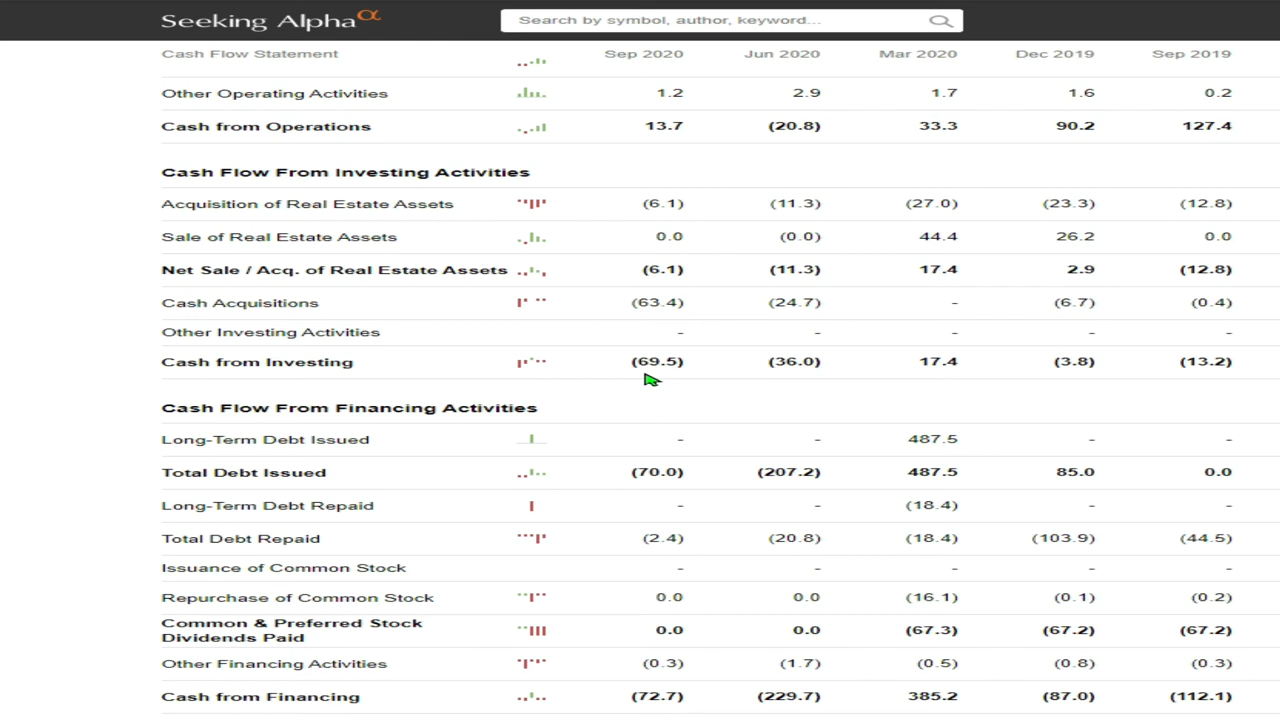 Seeking Alpha α Search by symbol, author, keyword...
Cash Flow Statement Sep 2020 Jun 2020 Mar 2020 Dec 2019 Sep 2019
Other Operating Activities 1.2 2.9 1.7 1.6 0.2
Cash from Operations 13.7 (20.8) 33.3 90.2 127.4
Cash Flow From Investing Activities
Acquisition of Real Estate Assets (6.1) (11.3) (27.0) (23.3) (12.8)
Sale of Real Estate Assets 0.0 (0.0) 44.4 26.2 0.0
Net Sale / Acq. of Real Estate Assets (6.1) (11.3) 17.4 2.9 (12.8)
Cash Acquisitions (63.4) (24.7) - (6.7) (0.4)
Other Investing Activities - - - - -
Cash from Investing (69.5) (36.0) 17.4 (3.8) (13.2)
Cash Flow From Financing Activities
Long-Term Debt Issued - - 487.5 - -
Total Debt Issued (70.0) (207.2) 487.5 85.0 0.0
Long-Term Debt Repaid - - (18.4) - -
Total Debt Repaid (2.4) (20.8) (18.4) (103.9) (44.5)
Issuance of Common Stock - - - - -
Repurchase of Common Stock 0.0 0.0 (16.1) (0.1) (0.2)
Common & Preferred Stock
Dividends Paid 0.0 0.0 (67.3) (67.2) (67.2)
Other Financing Activities (0.3) (1.7) (0.5) (0.8) (0.3)
Cash from Financing (72.7) (229.7) 385.2 (87.0) (112.1)